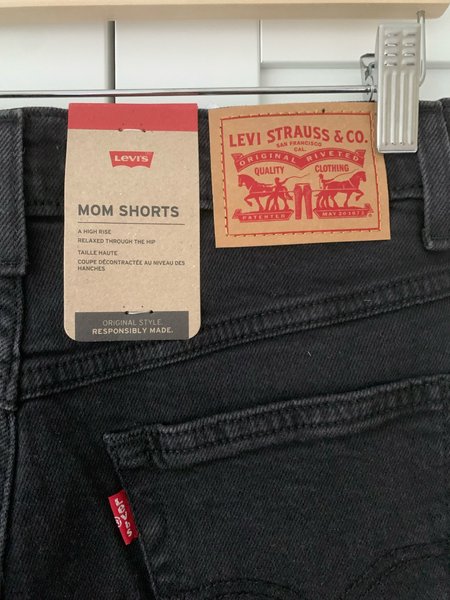 LEVI'S
MOM SHORTS
A HIGH RISE
RELAXED THROUGH THE HIP
TAILLE HAUTE
COUPE DÉCONTRACTÉE AU NIVEAU DES
HANCHES
ORIGINAL STYLE.
RESPONSIBLY MADE.
LEVI STRAUSS & CO.
SAN FRANCISCO
CAL.
ORIGINAL RIVETED
QUALITY CLOTHING
PATENTED MAY 20 1873
Levi's
®